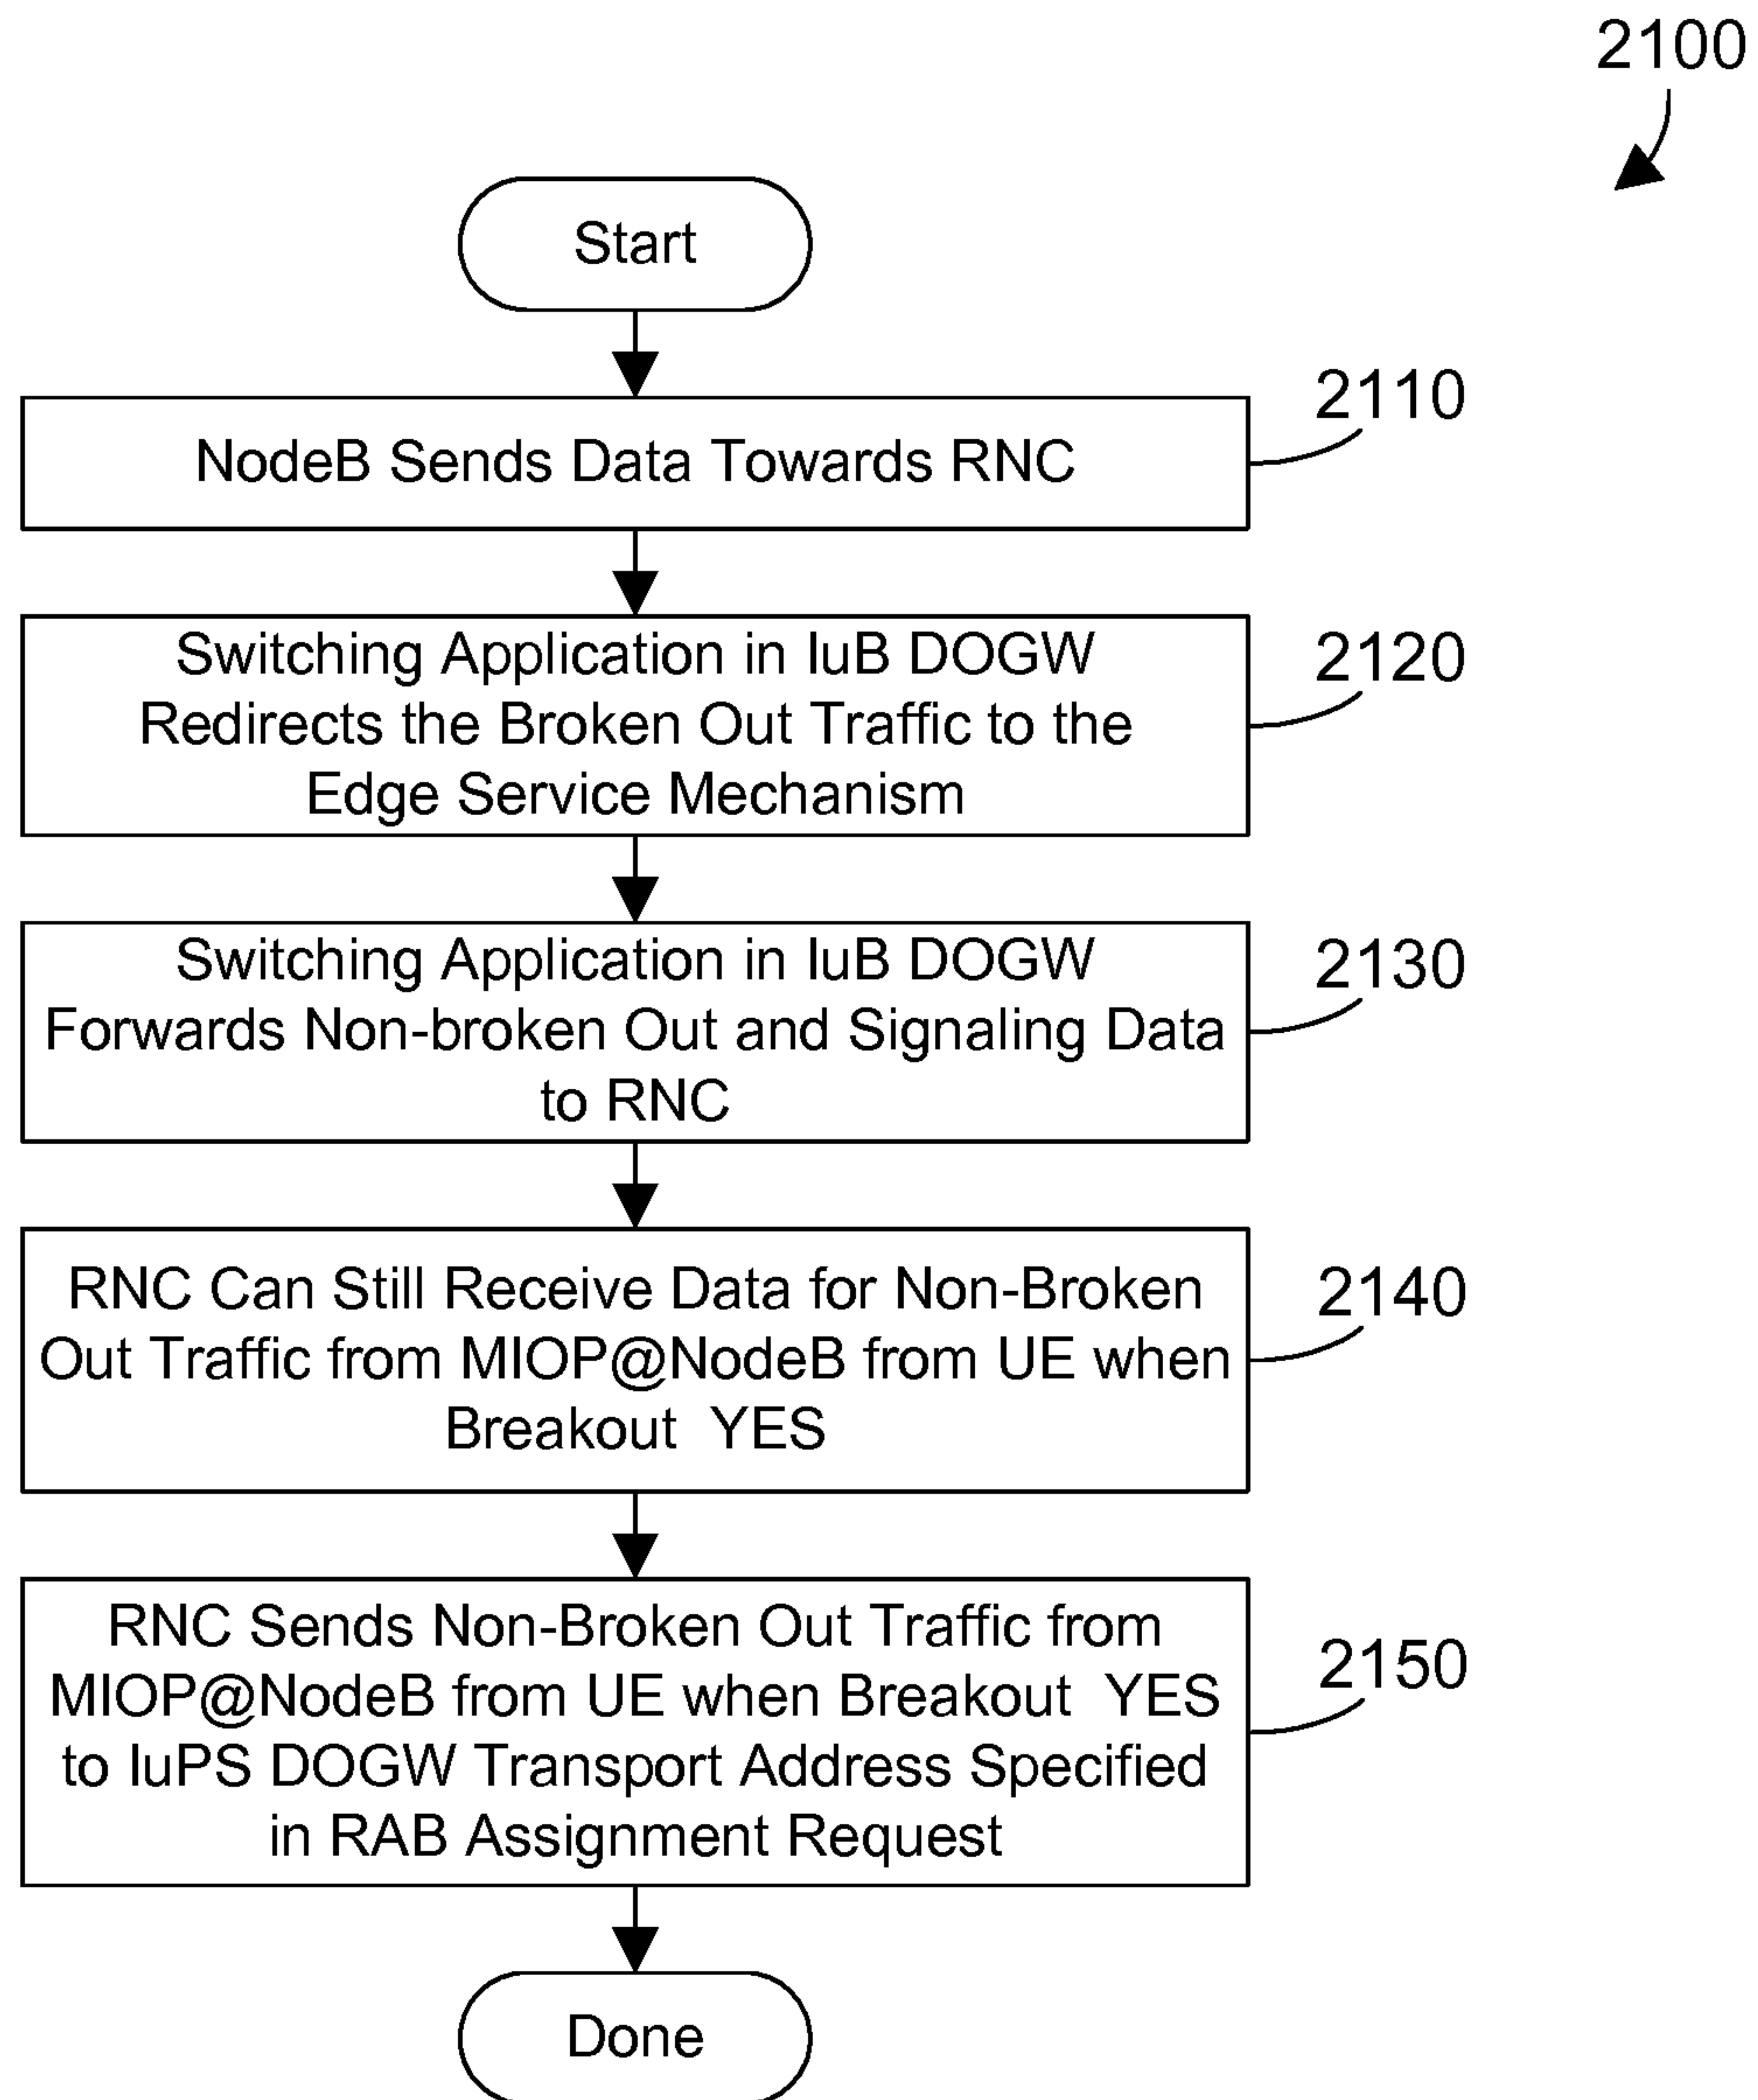 2100
Start
NodeB Sends Data Towards RNC
2110
Switching Application in IuB DOGW
Redirects the Broken Out Traffic to the
Edge Service Mechanism
2120
Switching Application in IuB DOGW
Forwards Non-broken Out and Signaling Data
to RNC
2130
RNC Can Still Receive Data for Non-Broken
Out Traffic from MIOP@NodeB from UE when
Breakout YES
2140
RNC Sends Non-Broken Out Traffic from
MIOP@NodeB from UE when Breakout YES
to IuPS DOGW Transport Address Specified
in RAB Assignment Request
2150
Done